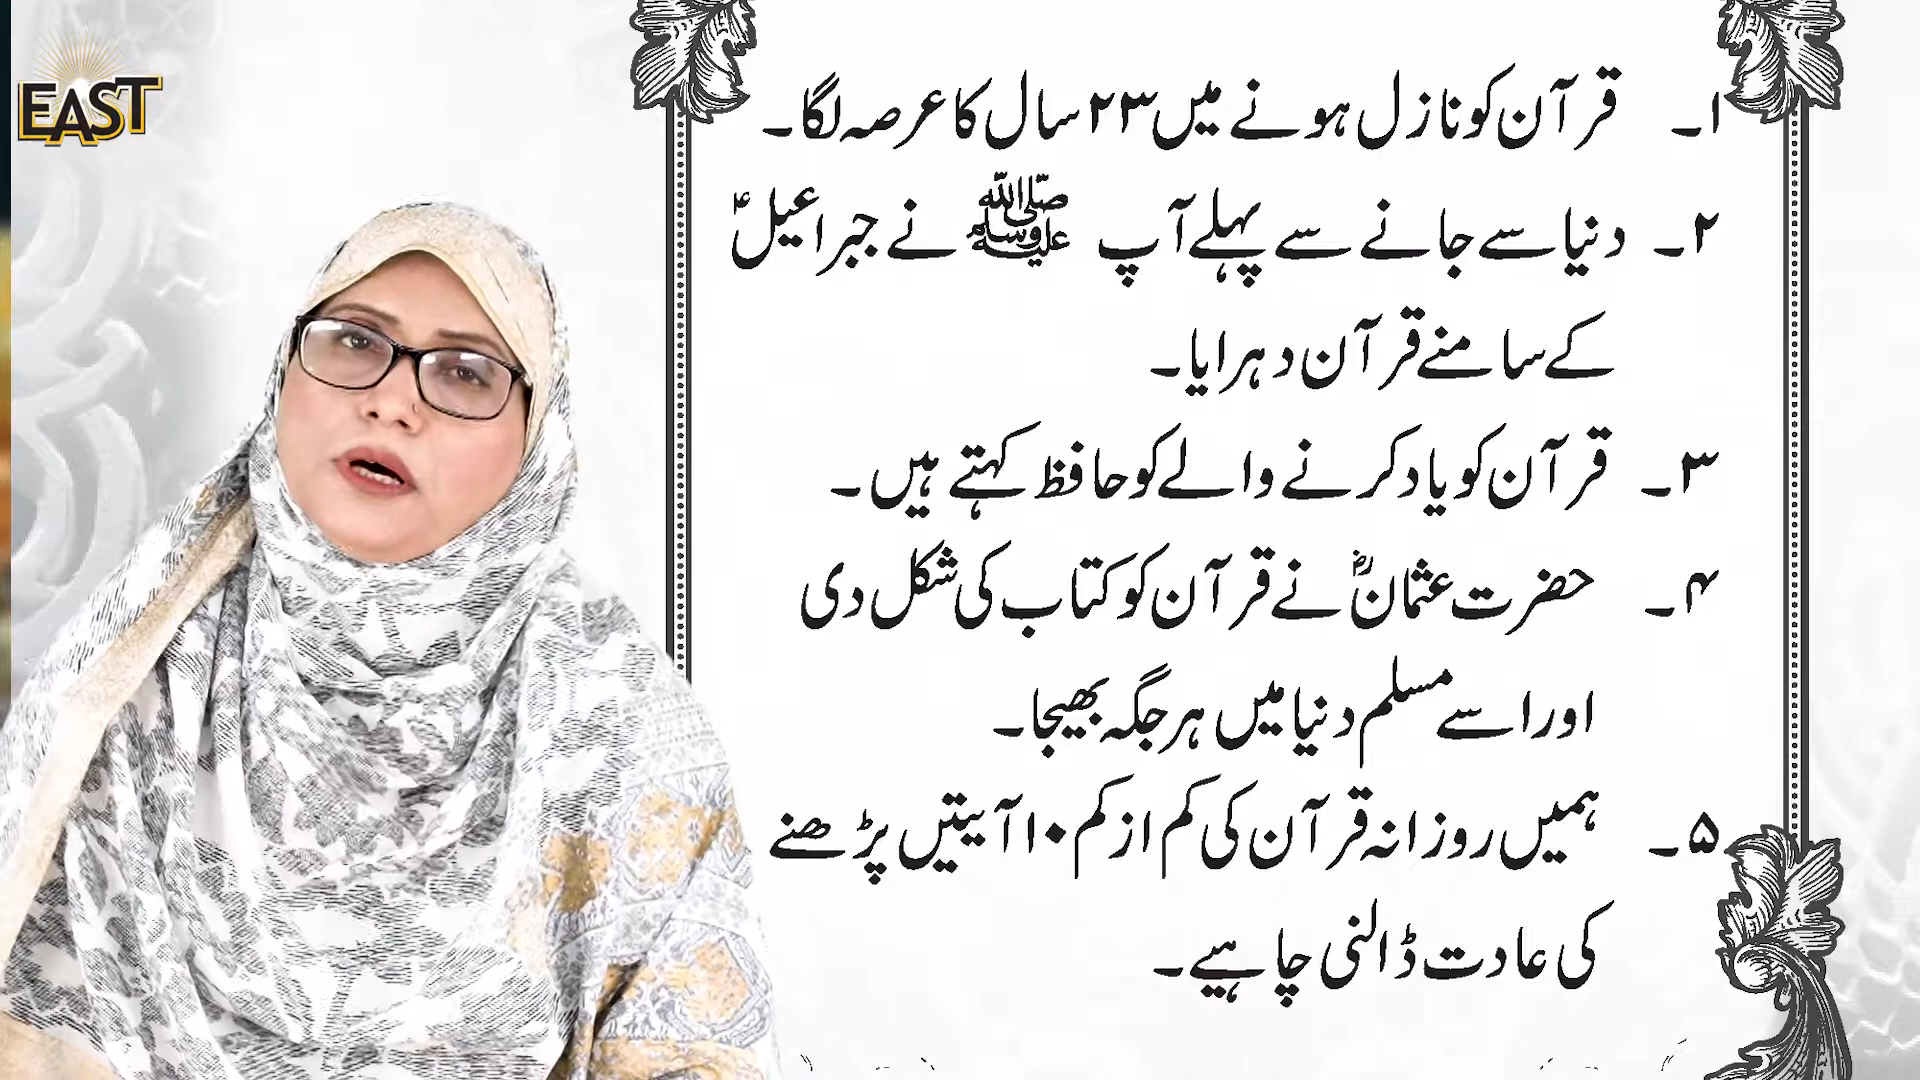 EAST
۱۔ قرآن کو نازل ہونے میں ۲۳ سال کا عرصہ لگا۔
۲۔ دنیا سے جانے سے پہلے آپ ﷺ نے جبرائیلؑ
کے سامنے قرآن دہرایا۔
۳۔ قرآن کو یاد کرنے والے کو حافظ کہتے ہیں۔
۴۔ حضرت عثمانؓ نے قرآن کو کتاب کی شکل دی
اور اسے مسلم دنیا میں ہر جگہ بھیجا۔
۵۔ ہمیں روزانہ قرآن کی کم از کم ۱۰ آیتیں پڑھنے
کی عادت ڈالنی چاہیے۔